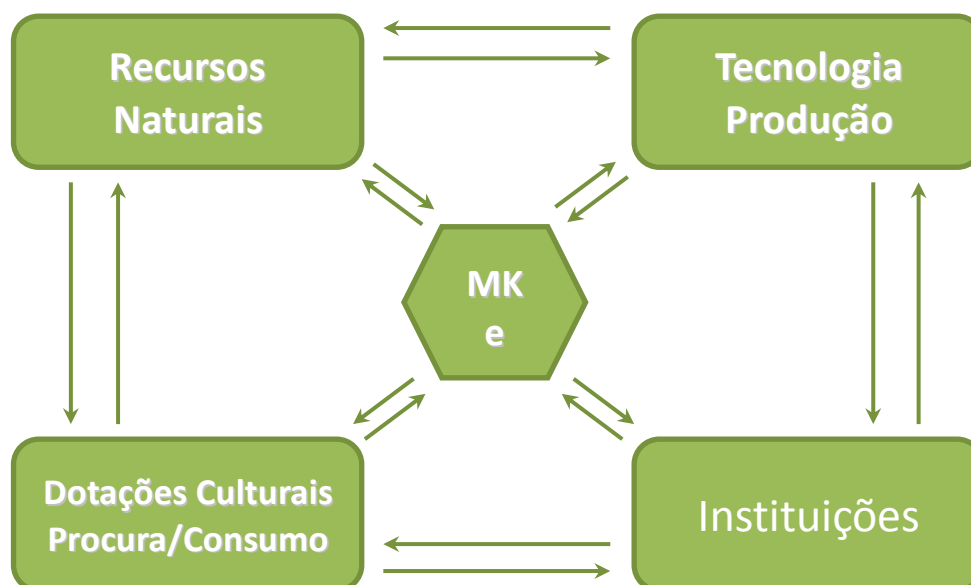 Recursos
Naturais
Tecnologia
Produção
MK
e
Dotações Culturais
Procura/Consumo
Instituições